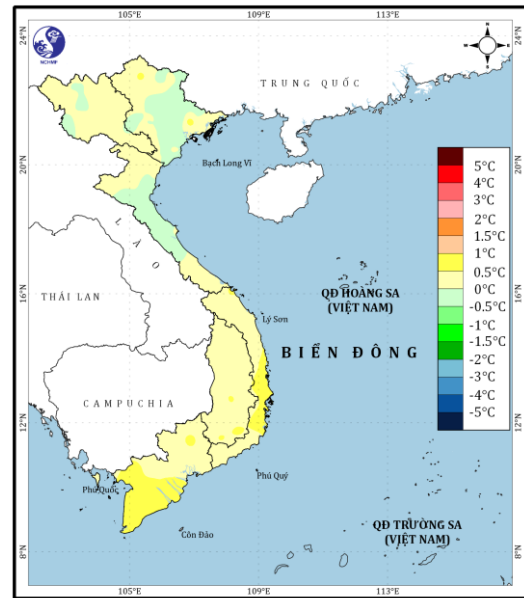 105°E 109°E 113°E
24°N
NCHMF
N
W E
S
TRUNG QUỐC
20°N
Bạch Long Vĩ
LÀO
THÁI LAN
16°N
QĐ HOÀNG SA
(VIỆT NAM)
Lý Sơn
BIỂN ĐÔNG
CAMPUCHIA
12°N
Phú Quốc
Phú Quý
Côn Đảo
QĐ TRƯỜNG SA
(VIỆT NAM)
8°N
105°E 109°E 113°E
5°C
4°C
3°C
2°C
1.5°C
1°C
0.5°C
0°C
-0.5°C
-1°C
-1.5°C
-2°C
-3°C
-4°C
-5°C
24°N
20°N
16°N
12°N
8°N